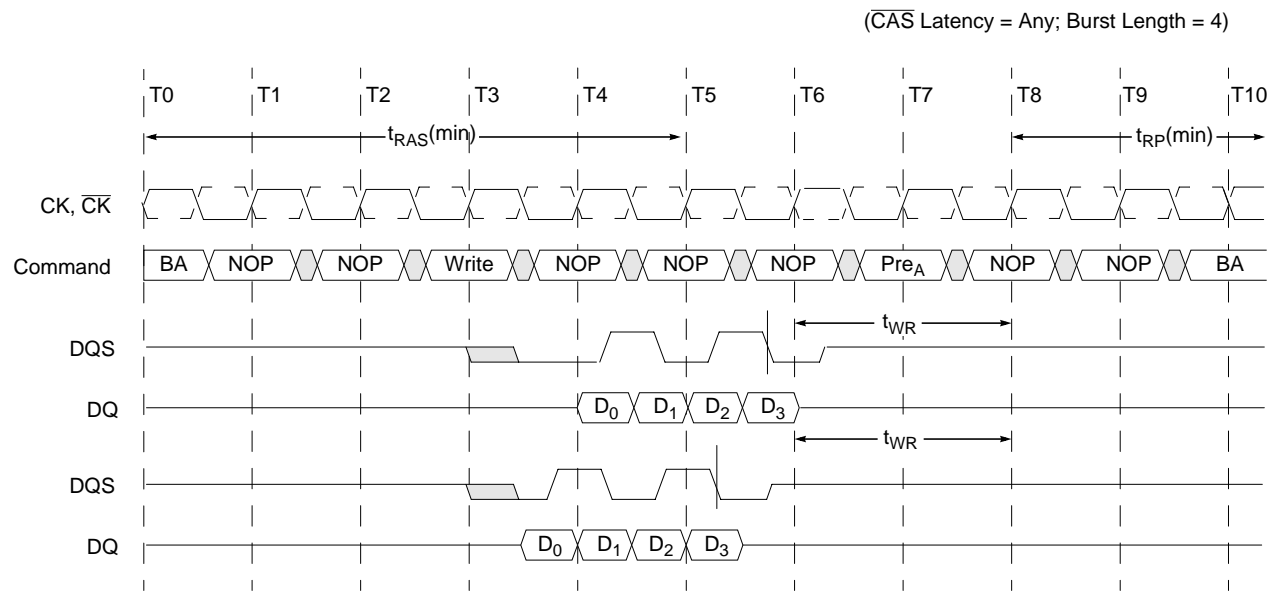 (C̅A̅S̅ Latency = Any; Burst Length = 4)
T0 T1 T2 T3 T4 T5 T6 T7 T8 T9 T10
tRAS(min) tRP(min)
CK, C̅K̅
Command BA NOP NOP Write NOP NOP NOP PreA NOP NOP BA
tWR
DQS
DQ D0 D1 D2 D3
tWR
DQS
DQ D0 D1 D2 D3